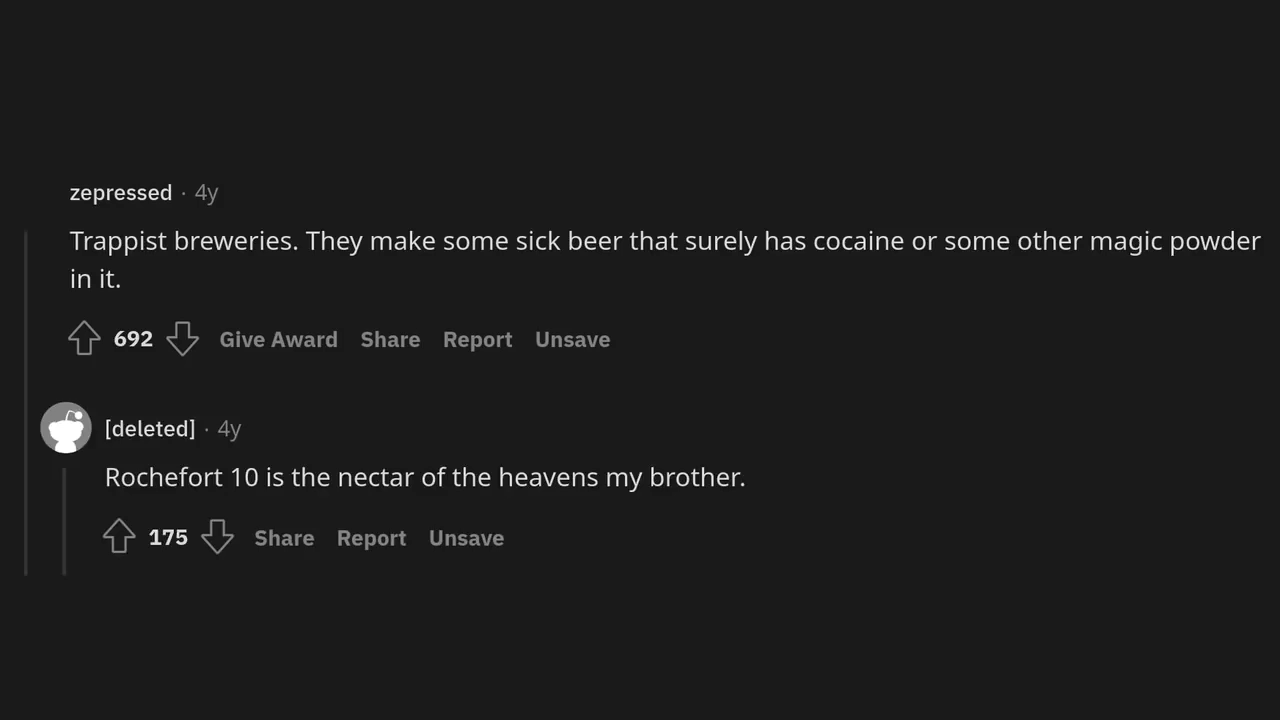 zepressed · 4y
Trappist breweries. They make some sick beer that surely has cocaine or some other magic powder
in it.
692 Give Award Share Report Unsave
[deleted] · 4y
Rochefort 10 is the nectar of the heavens my brother.
175 Share Report Unsave